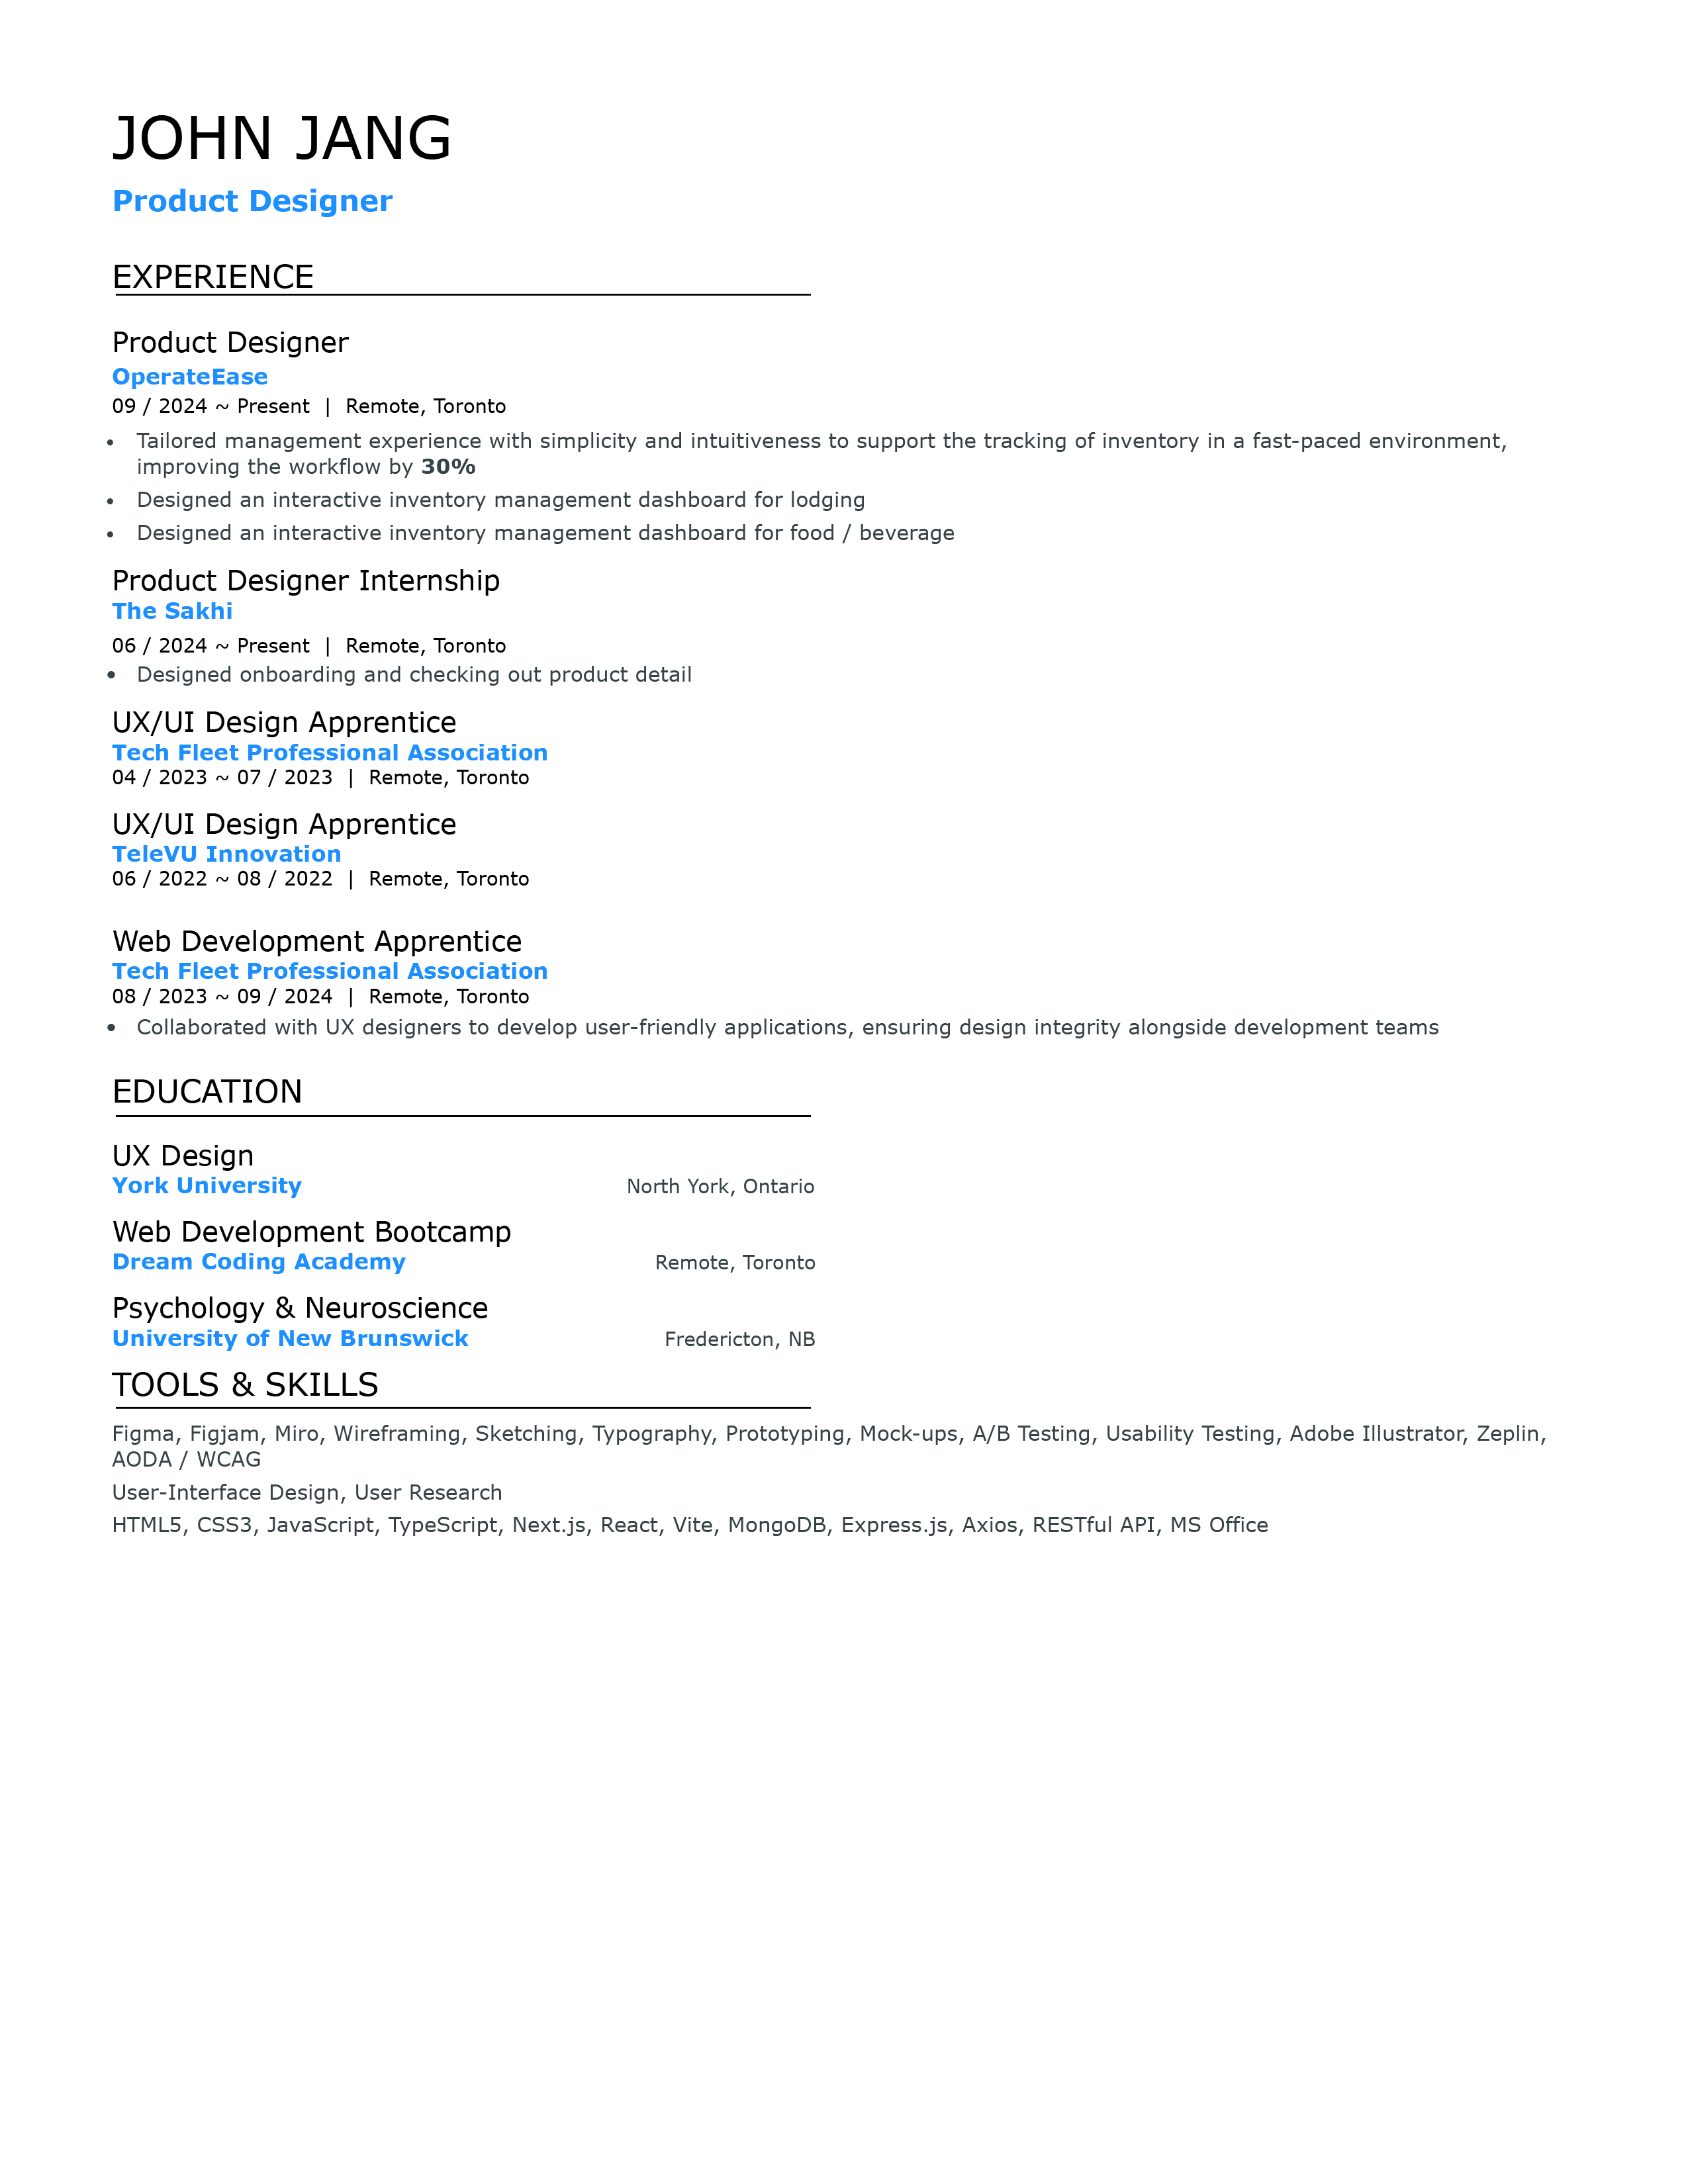 JOHN JANG
Product Designer
EXPERIENCE
Product Designer
OperateEase
09 / 2024 ~ Present | Remote, Toronto
• Tailored management experience with simplicity and intuitiveness to support the tracking of inventory in a fast-paced environment,
improving the workflow by 30%
• Designed an interactive inventory management dashboard for lodging
• Designed an interactive inventory management dashboard for food / beverage
Product Designer Internship
The Sakhi
06 / 2024 ~ Present | Remote, Toronto
• Designed onboarding and checking out product detail
UX/UI Design Apprentice
Tech Fleet Professional Association
04 / 2023 ~ 07 / 2023 | Remote, Toronto
UX/UI Design Apprentice
TeleVU Innovation
06 / 2022 ~ 08 / 2022 | Remote, Toronto
Web Development Apprentice
Tech Fleet Professional Association
08 / 2023 ~ 09 / 2024 | Remote, Toronto
• Collaborated with UX designers to develop user-friendly applications, ensuring design integrity alongside development teams
EDUCATION
UX Design
York University North York, Ontario
Web Development Bootcamp
Dream Coding Academy Remote, Toronto
Psychology & Neuroscience
University of New Brunswick Fredericton, NB
TOOLS & SKILLS
Figma, Figjam, Miro, Wireframing, Sketching, Typography, Prototyping, Mock-ups, A/B Testing, Usability Testing, Adobe Illustrator, Zeplin,
AODA / WCAG
User-Interface Design, User Research
HTML5, CSS3, JavaScript, TypeScript, Next.js, React, Vite, MongoDB, Express.js, Axios, RESTful API, MS Office